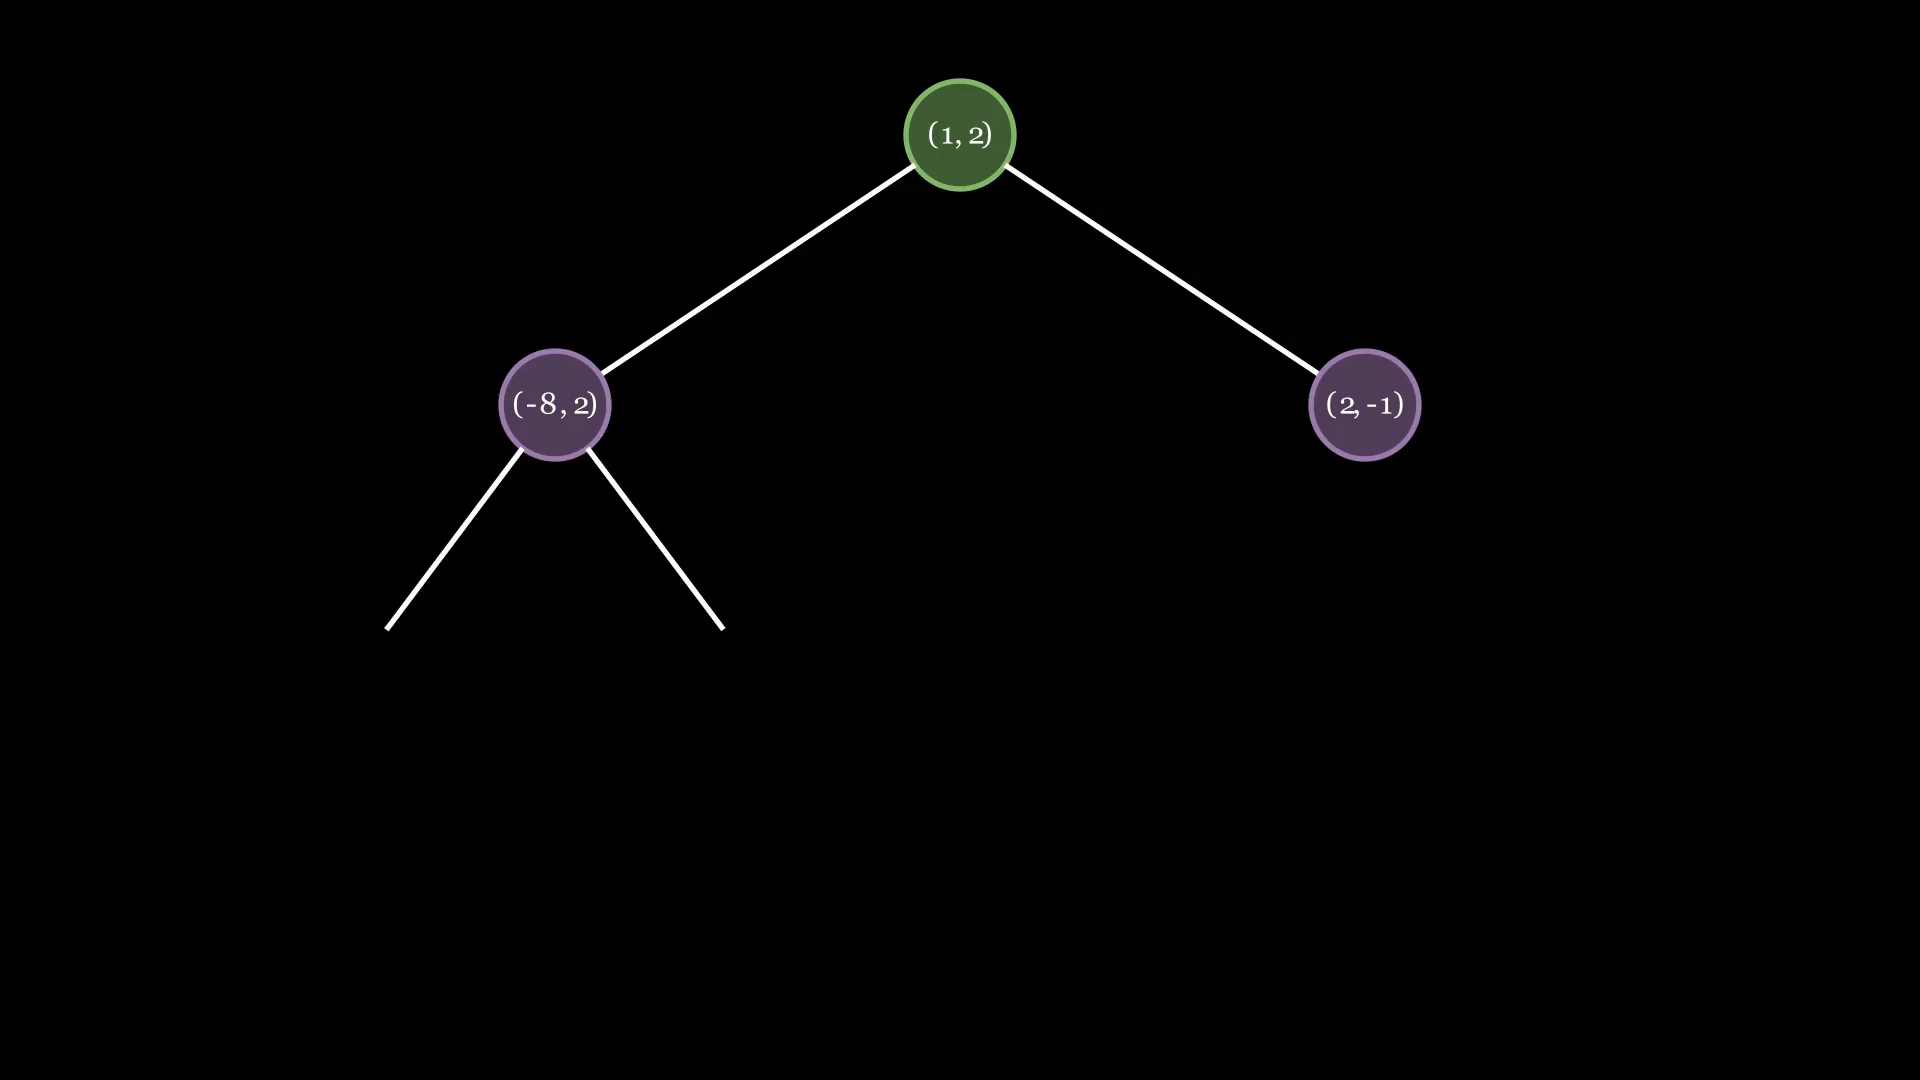 (1, 2)
(-8, 2)
(2, -1)